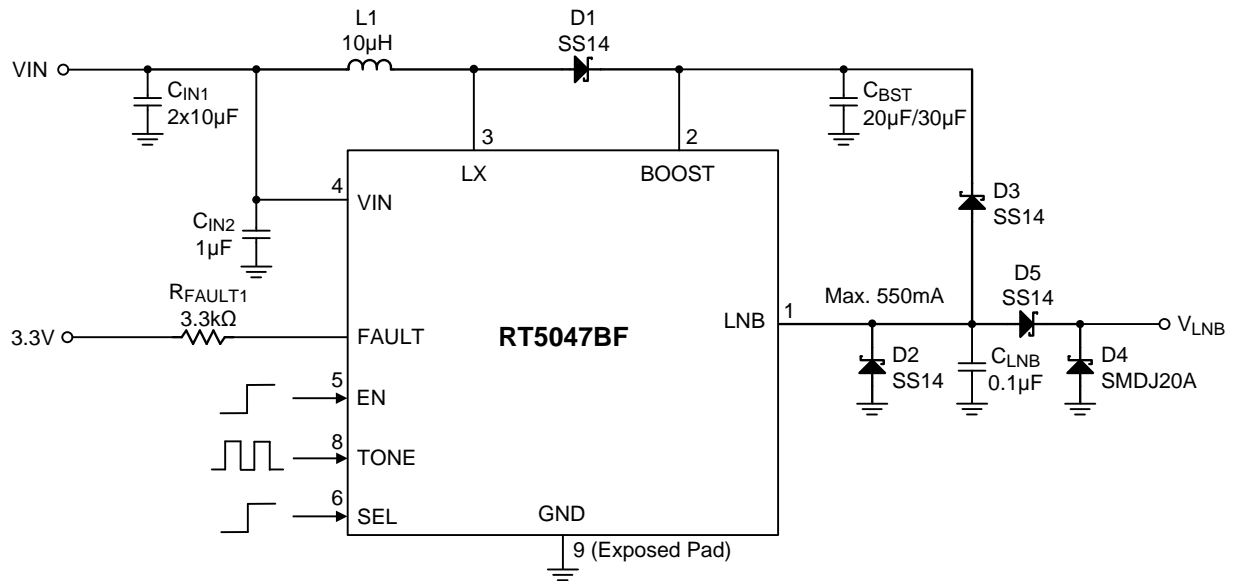 L1
10µH
D1
SS14
VIN
CIN1
2x10µF
CBST
20µF/30µF
3
2
LX
BOOST
4
VIN
CIN2
1µF
D3
SS14
RFAULT1
3.3kΩ
3.3V
FAULT
RT5047BF
LNB
1
Max. 550mA
D5
SS14
VLNB
D2
SS14
CLNB
0.1µF
D4
SMDJ20A
5
EN
8
TONE
6
SEL
GND
9 (Exposed Pad)